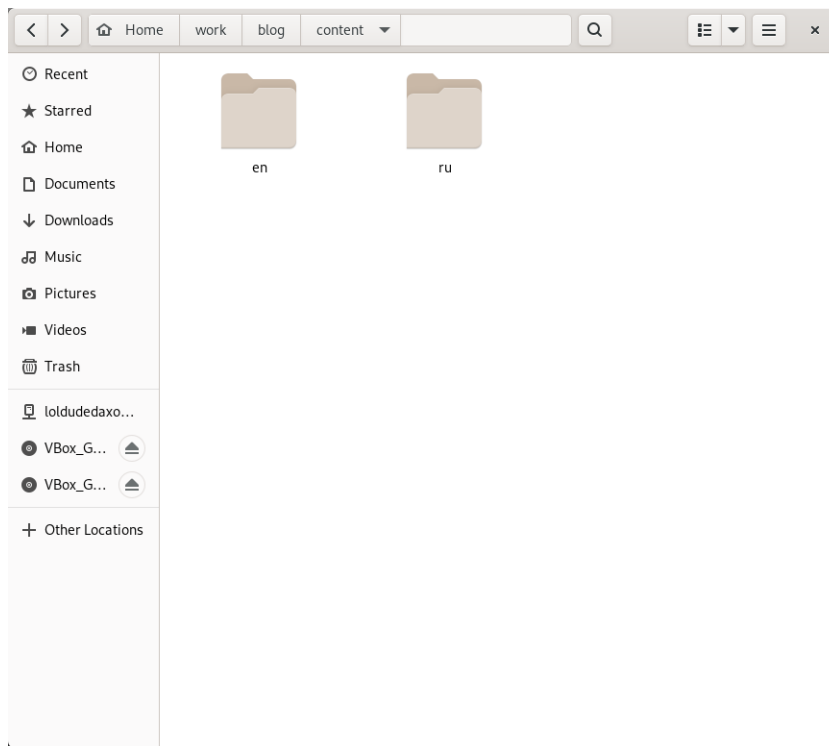 Home work blog content
Recent
Starred
Home
Documents
Downloads
Music
Pictures
Videos
Trash
loldudedaxo...
VBox_G...
VBox_G...
Other Locations
en ru